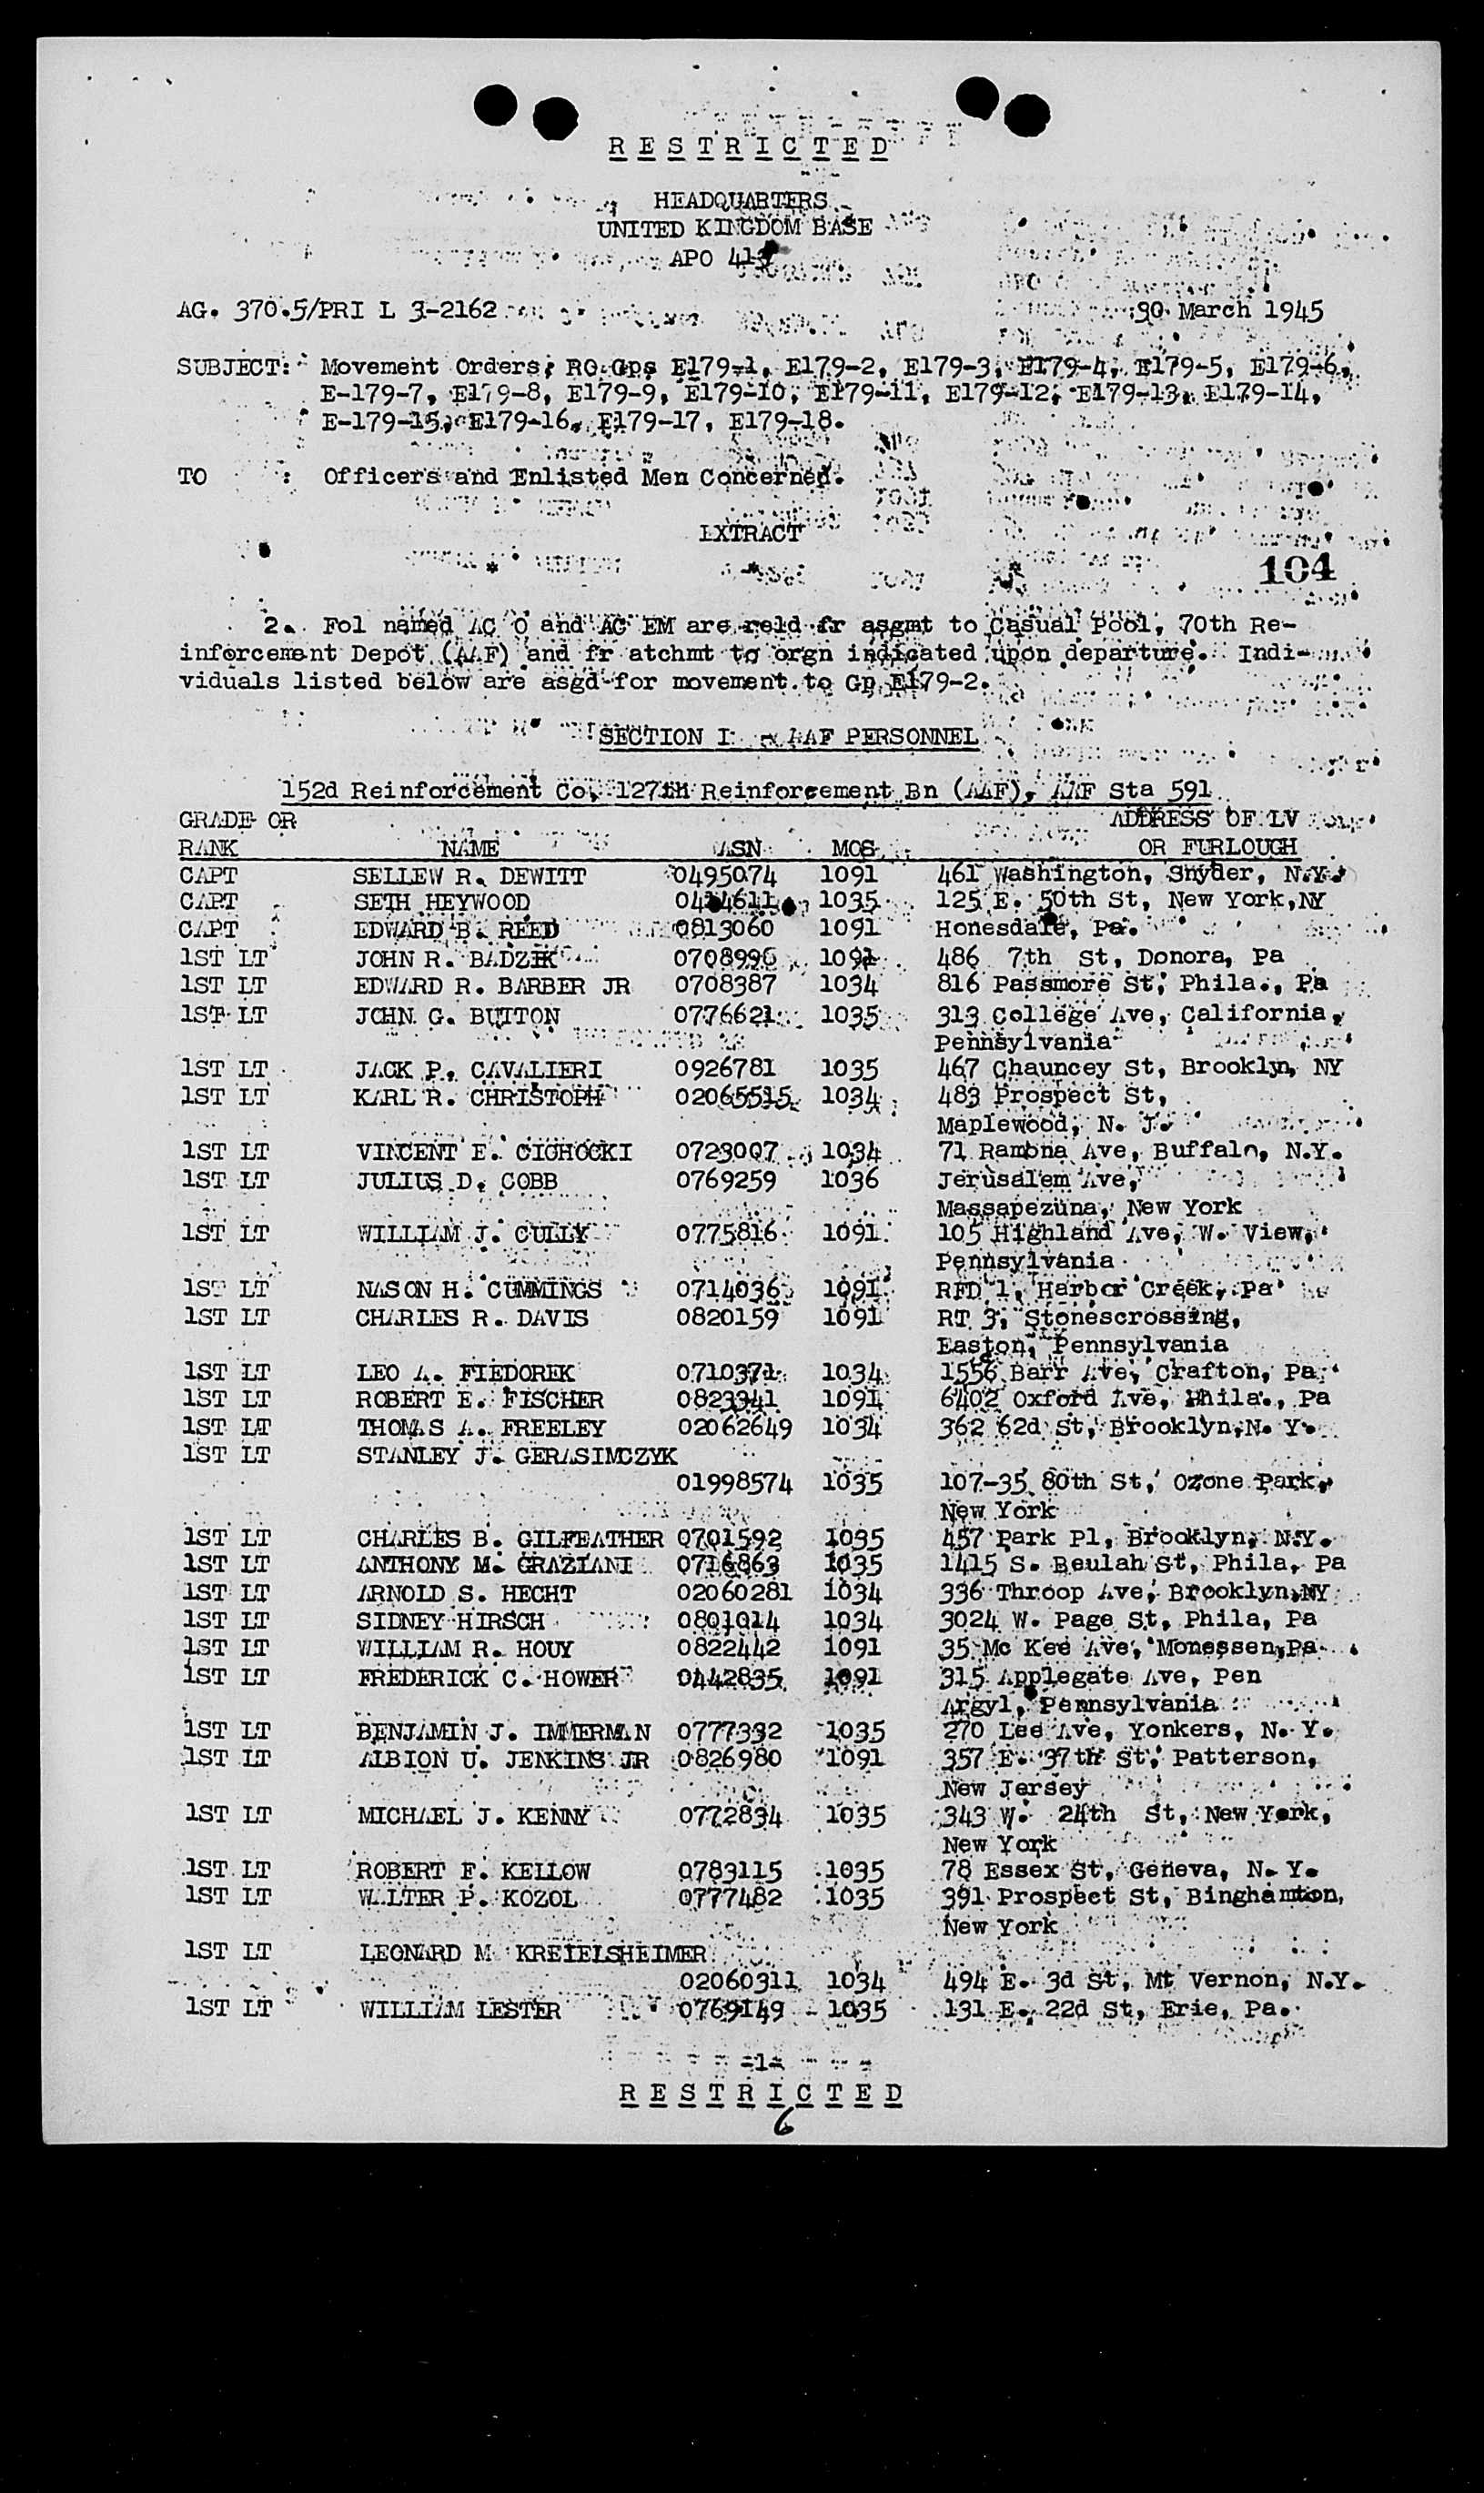 RESTRICTED
HEADQUARTERS
UNITED KINGDOM BASE
APO 413
AG. 370.5/PRI L 3-2162 30 March 1945
SUBJECT: Movement Orders, RO Gps E179-1, E179-2, E179-3, E179-4, E179-5, E179-6,
E-179-7, E179-8, E179-9, E179-10, E179-11, E179-12, E179-13, E179-14,
E-179-15, E179-16, E179-17, E179-18.
TO : Officers and Enlisted Men Concerned.
EXTRACT
* * *
104
2. Fol named AC O and AC EM are reld fr asgmt to Casual Pool, 70th Re-
inforcement Depot (AAF) and fr atchmt to orgn indicated upon departure. Indi-
viduals listed below are asgd for movement to Gp E179-2.
SECTION I - AAF PERSONNEL
152d Reinforcement Co, 127th Reinforcement Bn (AAF), AAF Sta 591
GRADE OR ADDRESS OF LV
RANK NAME ASN MOS OR FURLOUGH
CAPT SELLEW R. DEWITT 0495074 1091 461 Washington, Snyder, N.Y.
CAPT SETH HEYWOOD 0414611 1035 125 E. 50th St, New York,NY
CAPT EDWARD B. REED 0813060 1091 Honesdale, Pa.
1ST LT JOHN R. BADZIK 0708990 1091 486 7th St, Donora, Pa
1ST LT EDWARD R. BARBER JR 0708387 1034 816 Passmore St, Phila., Pa
1ST LT JOHN G. BUITON 0776621 1035 313 College Ave, California,
Pennsylvania
1ST LT JACK P. CAVALIERI 0926781 1035 467 Chauncey St, Brooklyn, NY
1ST LT KARL R. CHRISTOPH 02065515 1034 483 Prospect St,
Maplewood, N. J.
1ST LT VINCENT E. CICHOCKI 0723007 1034 71 Ramona Ave, Buffalo, N.Y.
1ST LT JULIUS D. COBB 0769259 1036 Jerusalem Ave,
Massapezuna, New York
1ST LT WILLIAM J. CULLY 0775816 1091 105 Highland Ave, W. View,
Pennsylvania
1ST LT NASON H. CUMMINGS 0714036 1091 RFD 1, Harbor Creek, Pa
1ST LT CHARLES R. DAVIS 0820159 1091 RT 3, Stonescrossing,
Easton, Pennsylvania
1ST LT LEO A. FIEDOREK 0710371 1034 1556 Barr Ave, Crafton, Pa
1ST LT ROBERT E. FISCHER 0823341 1091 6402 Oxford Ave, Phila., Pa
1ST LT THOMAS A. FREELEY 02062649 1034 362 62d St, Brooklyn,N. Y.
1ST LT STANLEY J. GERASIMCZYK
01998574 1035 107-35 80th St, Ozone Park,
New York
1ST LT CHARLES B. GILFEATHER 0701592 1035 457 Park Pl, Brooklyn, N.Y.
1ST LT ANTHONY M. GRAZIANI 0716863 1035 1415 S. Beulah St, Phila, Pa
1ST LT ARNOLD S. HECHT 02060281 1034 336 Throop Ave, Brooklyn,NY
1ST LT SIDNEY HIRSCH 0801014 1034 3024 W. Page St, Phila, Pa
1ST LT WILLIAM R. HOUY 0822442 1091 35 Mc Kee Ave, Monessen,Pa
1ST LT FREDERICK C. HOWER 0442835 1091 315 Applegate Ave, Pen
Argyl, Pennsylvania
1ST LT BENJAMIN J. IMMERMAN 0777332 1035 270 Lee Ave, Yonkers, N. Y.
1ST LT ALBION U. JENKINS JR 0826980 1091 357 E. 37th St, Patterson,
New Jersey
1ST LT MICHAEL J. KENNY 0772834 1035 343 W. 24th St, New York,
New York
1ST LT ROBERT F. KELLOW 0783115 1035 78 Essex St, Geneva, N. Y.
1ST LT WALTER P. KOZOL 0777482 1035 391 Prospect St, Binghamton,
New York
1ST LT LEONARD M KREIELSHEIMER
02060311 1034 494 E. 3d St, Mt Vernon, N.Y.
1ST LT WILLIAM LESTER 0769149 1035 131 E. 22d St, Erie, Pa.
-1-
RESTRICTED
6